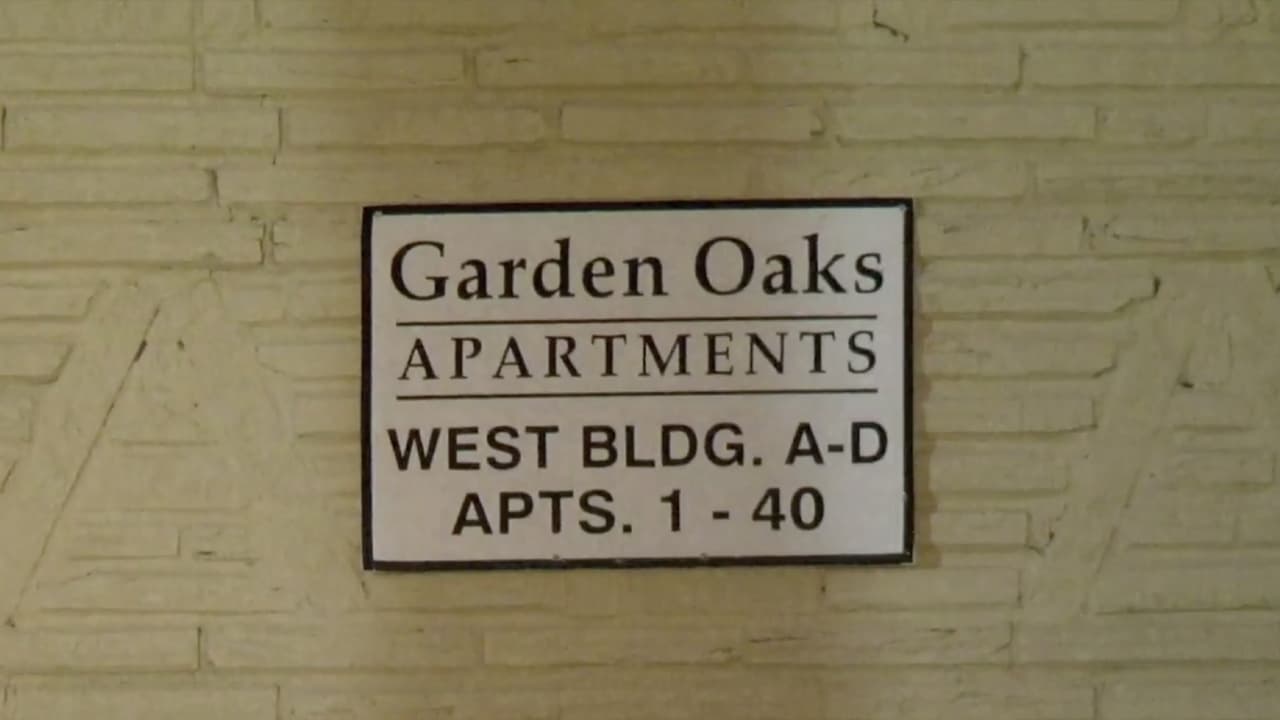 Garden Oaks
APARTMENTS
WEST BLDG. A-D
APTS. 1 - 40